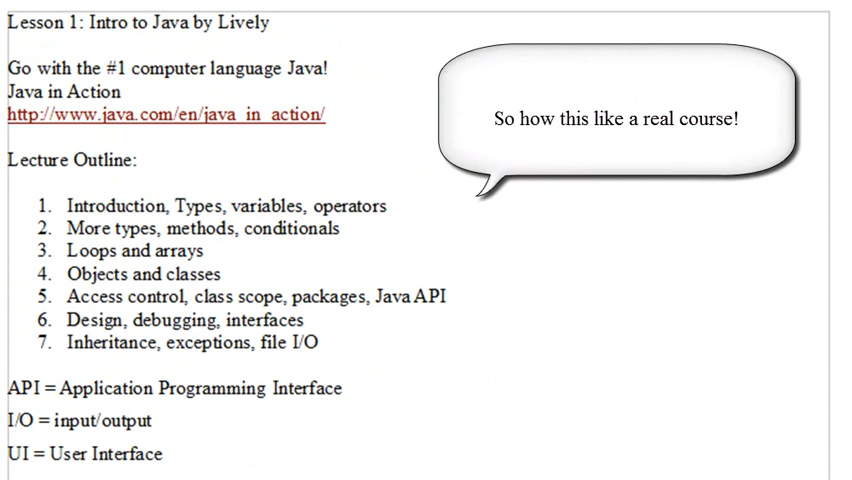 Lesson 1: Intro to Java by Lively
Go with the #1 computer language Java!
Java in Action
http://www.java.com/en/java_in_action/
So how this like a real course!
Lecture Outline:
1. Introduction, Types, variables, operators
2. More types, methods, conditionals
3. Loops and arrays
4. Objects and classes
5. Access control, class scope, packages, Java API
6. Design, debugging, interfaces
7. Inheritance, exceptions, file I/O
API = Application Programming Interface
I/O = input/output
UI = User Interface